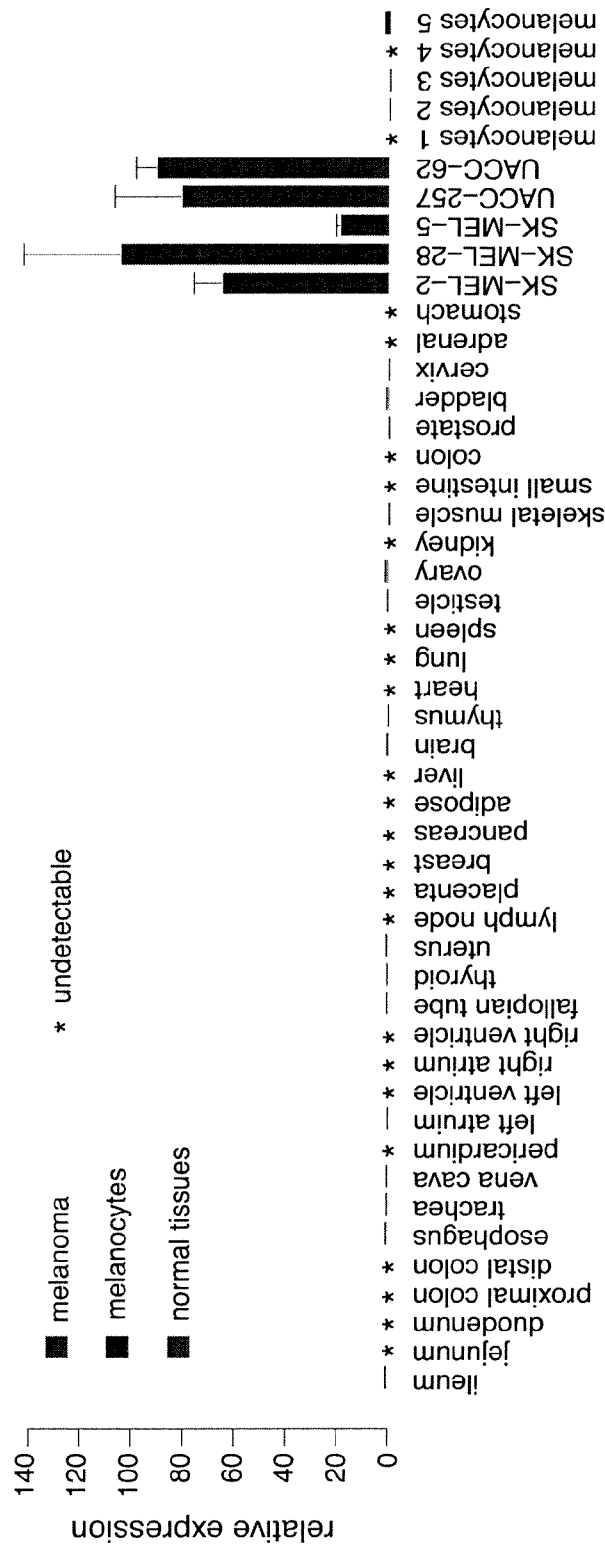 relative expression
140
120
100
80
60
40
20
0
melanoma
melanocytes
normal tissues
* undetectable
ileum
* jejunum
* duodenum
* proximal colon
* distal colon
esophagus
trachea
vena cava
* pericardium
left atruim
* left ventricle
* right atrium
* right ventricle
fallopian tube
thyroid
uterus
* lymph node
* placenta
* breast
* pancreas
* adipose
* liver
brain
thymus
* heart
* lung
* spleen
testicle
ovary
* kidney
skeletal muscle
* small intestine
* colon
prostate
bladder
cervix
* adrenal
* stomach
SK-MEL-2
SK-MEL-28
SK-MEL-5
UACC-257
UACC-62
* melanocytes 1
melanocytes 2
melanocytes 3
* melanocytes 4
melanocytes 5